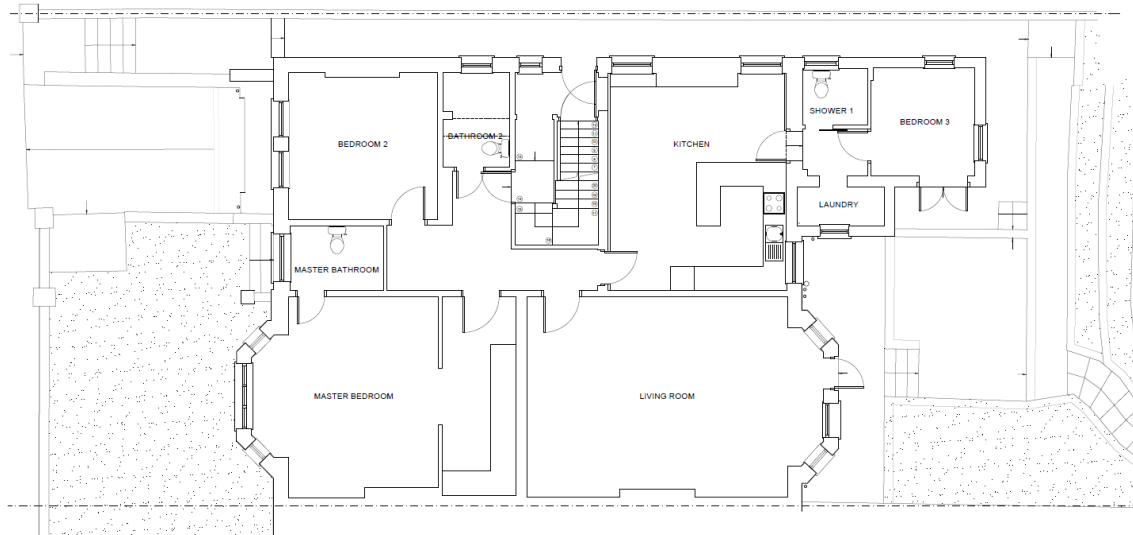 SHOWER 1
BEDROOM 3
BATHROOM 2
BEDROOM 2
KITCHEN
LAUNDRY
MASTER BATHROOM
MASTER BEDROOM
LIVING ROOM